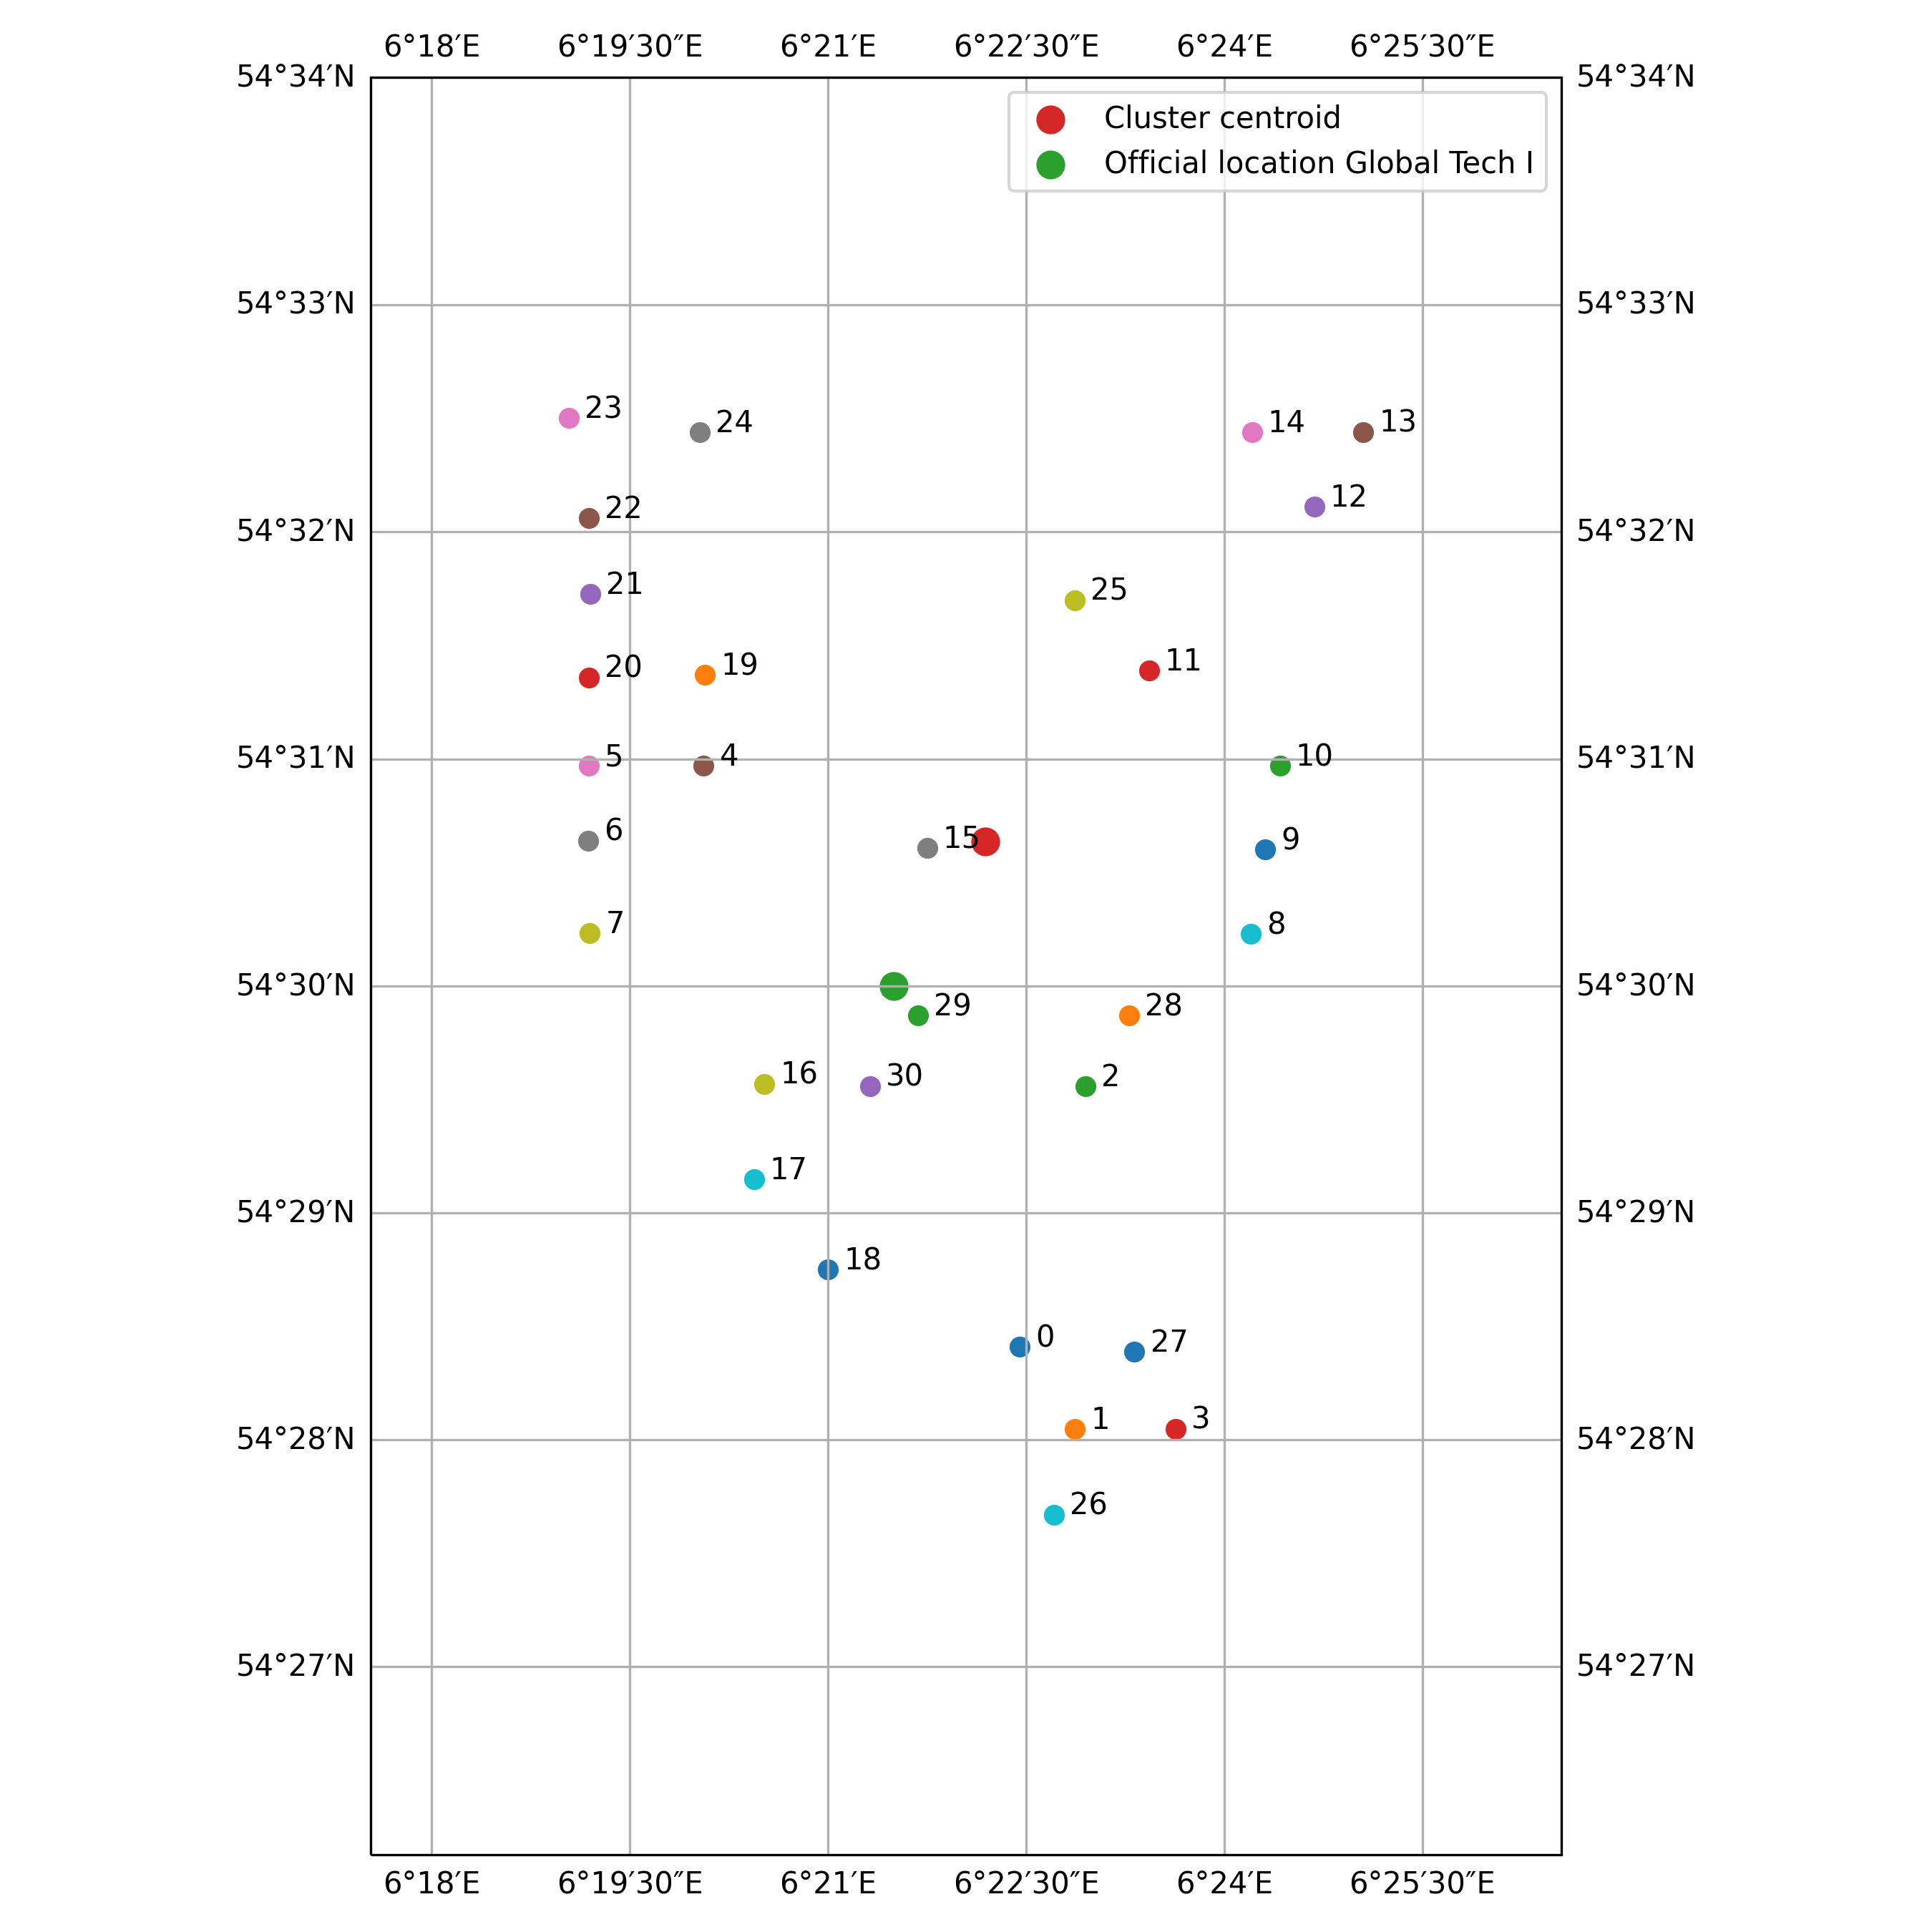 6°18′E 6°19′30″E 6°21′E 6°22′30″E 6°24′E 6°25′30″E
54°34′N 54°34′N
Cluster centroid
Official location Global Tech I
54°33′N 54°33′N
23
24 14 13
12
22
54°32′N 54°32′N
21 25
20 19 11
54°31′N 5 4 10 54°31′N
6 15 9
7 8
54°30′N 54°30′N
29 28
16 30 2
17
54°29′N 54°29′N
18
0 27
1 3
54°28′N 54°28′N
26
54°27′N 54°27′N
6°18′E 6°19′30″E 6°21′E 6°22′30″E 6°24′E 6°25′30″E